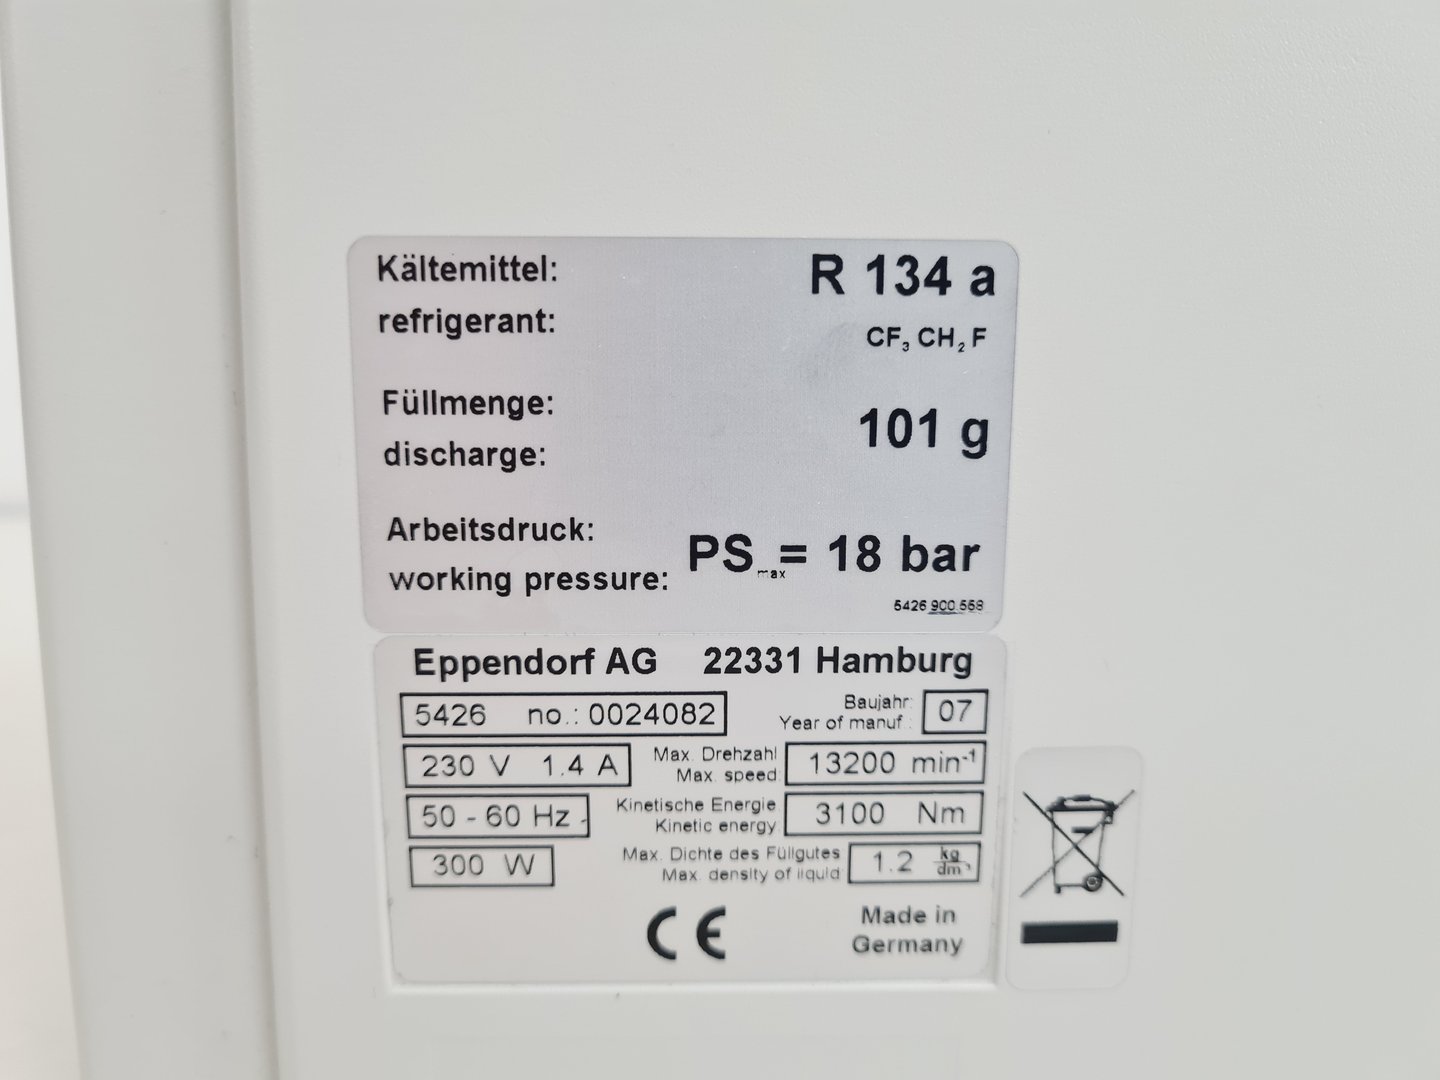 Kältemittel: R 134 a
refrigerant: CF₃ CH₂ F
Füllmenge:
discharge: 101 g
Arbeitsdruck:
working pressure: PSmax = 18 bar
5426 900 558
Eppendorf AG 22331 Hamburg
5426 no.: 0024082
Baujahr:
Year of manuf.: 07
230 V 1.4 A
Max. Drehzahl
Max. speed: 13200 min⁻¹
50 - 60 Hz
Kinetische Energie
Kinetic energy: 3100 Nm
300 W
Max. Dichte des Füllgutes
Max. density of liquid 1.2 kg/dm³
CE
Made in
Germany